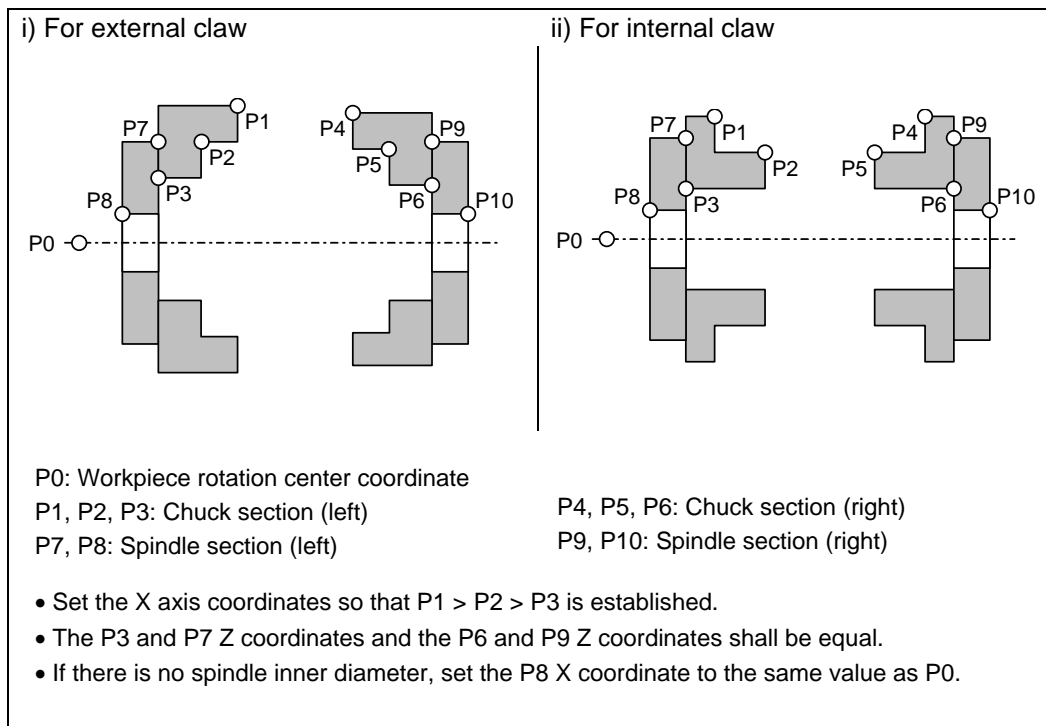 i) For external claw
ii) For internal claw
P1
P4
P7
P9
P2
P5
P3
P6
P8
P10
P0
P7
P1
P4
P9
P2
P5
P8
P3
P6
P10
P0
P0: Workpiece rotation center coordinate
P1, P2, P3: Chuck section (left)
P7, P8: Spindle section (left)
P4, P5, P6: Chuck section (right)
P9, P10: Spindle section (right)
• Set the X axis coordinates so that P1 > P2 > P3 is established.
• The P3 and P7 Z coordinates and the P6 and P9 Z coordinates shall be equal.
• If there is no spindle inner diameter, set the P8 X coordinate to the same value as P0.